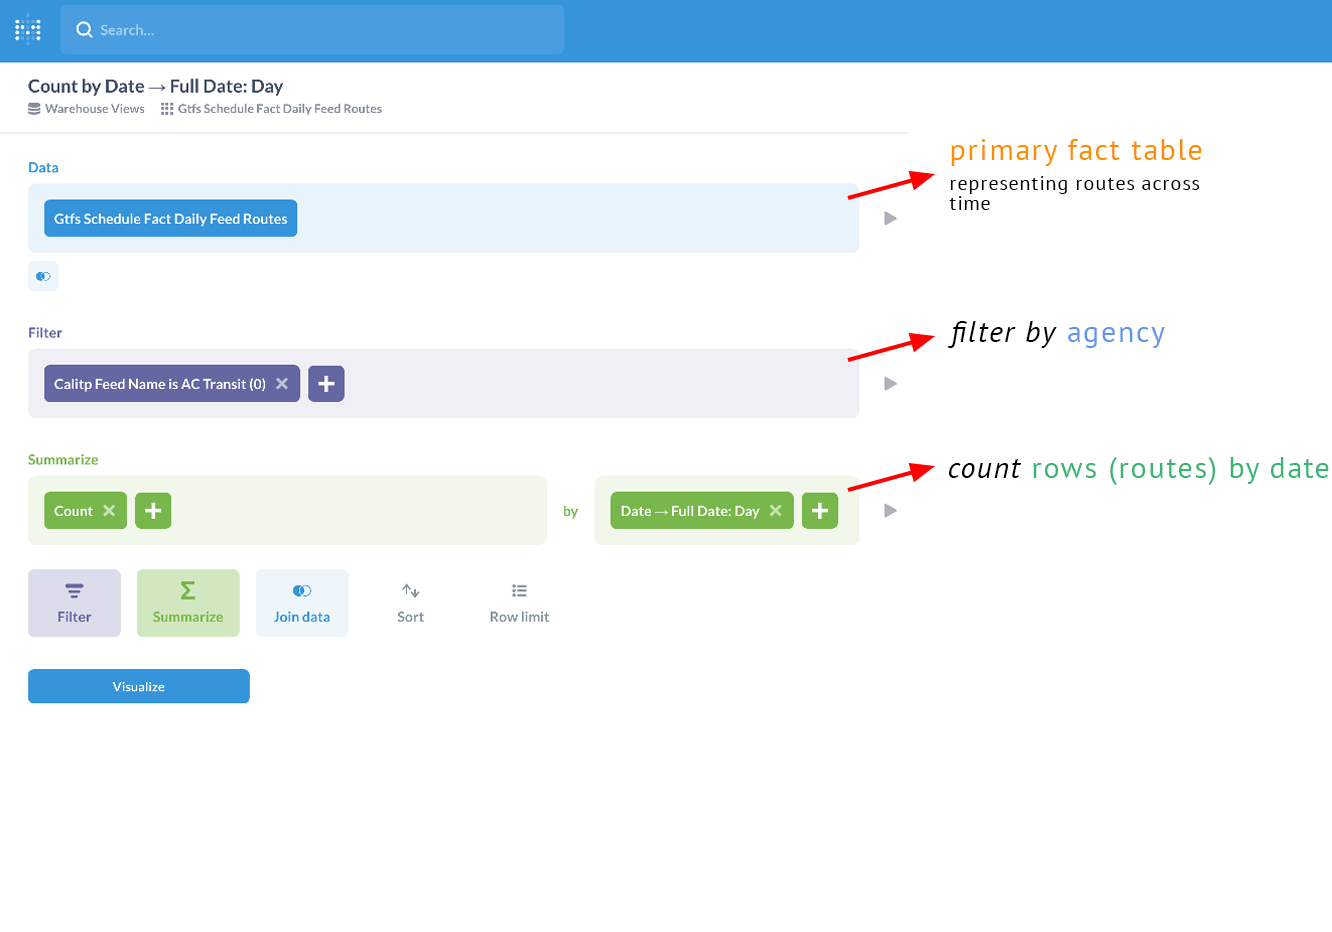 Search...
Count by Date → Full Date: Day
Warehouse Views Gtfs Schedule Fact Daily Feed Routes
Data
Gtfs Schedule Fact Daily Feed Routes
primary fact table
representing routes across
time
Filter
Calitp Feed Name is AC Transit (0)
filter by agency
Summarize
Count
by
Date → Full Date: Day
count rows (routes) by date
Filter
Summarize
Join data
Sort
Row limit
Visualize